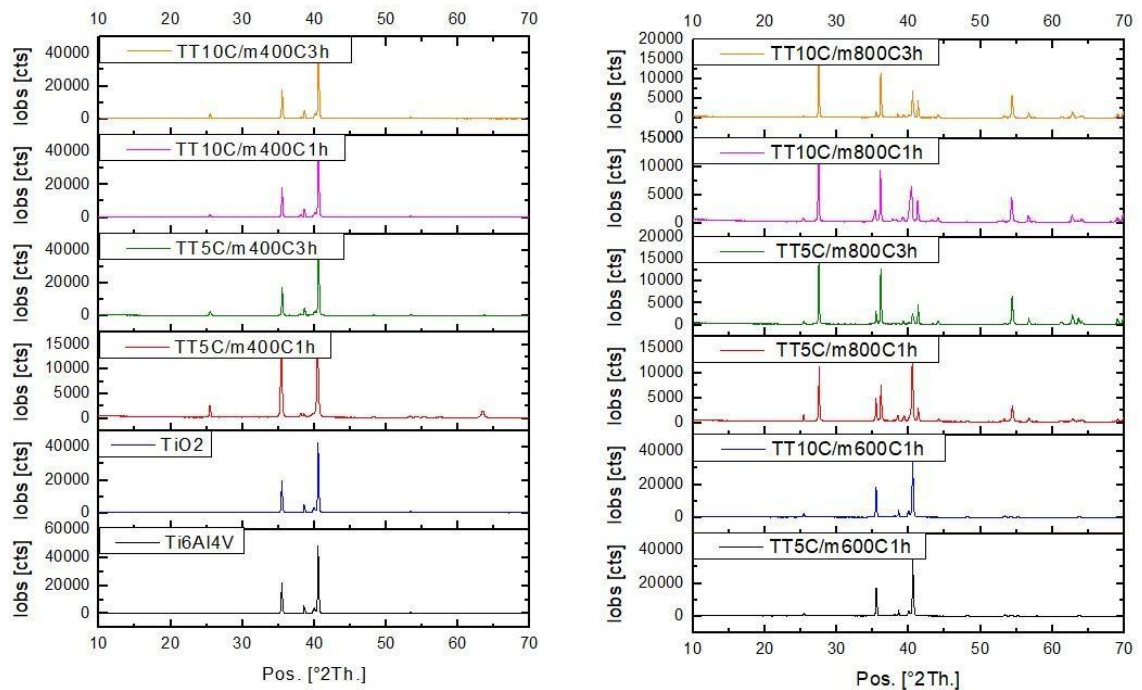 10 20 30 40 50 60 70
40000
20000
0
Iobs [cts]
TT10C/m400C3h
40000
20000
0
Iobs [cts]
TT10C/m400C1h
40000
20000
0
Iobs [cts]
TT5C/m400C3h
15000
10000
5000
0
Iobs [cts]
TT5C/m400C1h
40000
20000
0
Iobs [cts]
TiO2
60000
40000
20000
0
Iobs [cts]
Ti6Al4V
10 20 30 40 50 60 70
Pos. [°2Th.]
10 20 30 40 50 60 70
20000
15000
10000
5000
0
Iobs [cts]
TT10C/m800C3h
15000
10000
5000
0
Iobs [cts]
TT10C/m800C1h
20000
15000
10000
5000
0
Iobs [cts]
TT5C/m800C3h
15000
10000
5000
0
Iobs [cts]
TT5C/m800C1h
40000
20000
0
Iobs [cts]
TT10C/m600C1h
40000
20000
0
Iobs [cts]
TT5C/m600C1h
10 20 30 40 50 60 70
Pos. [°2Th.]